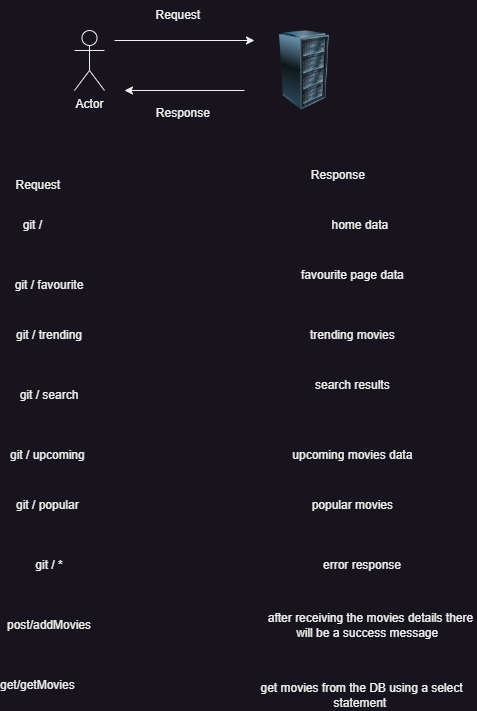 Request
Actor
Response
Request
Response
git /
home data
git / favourite
favourite page data
git / trending
trending movies
git / search
search results
git / upcoming
upcoming movies data
git / popular
popular movies
git / *
error response
post/addMovies
after receiving the movies details there
will be a success message
get/getMovies
get movies from the DB using a select
statement